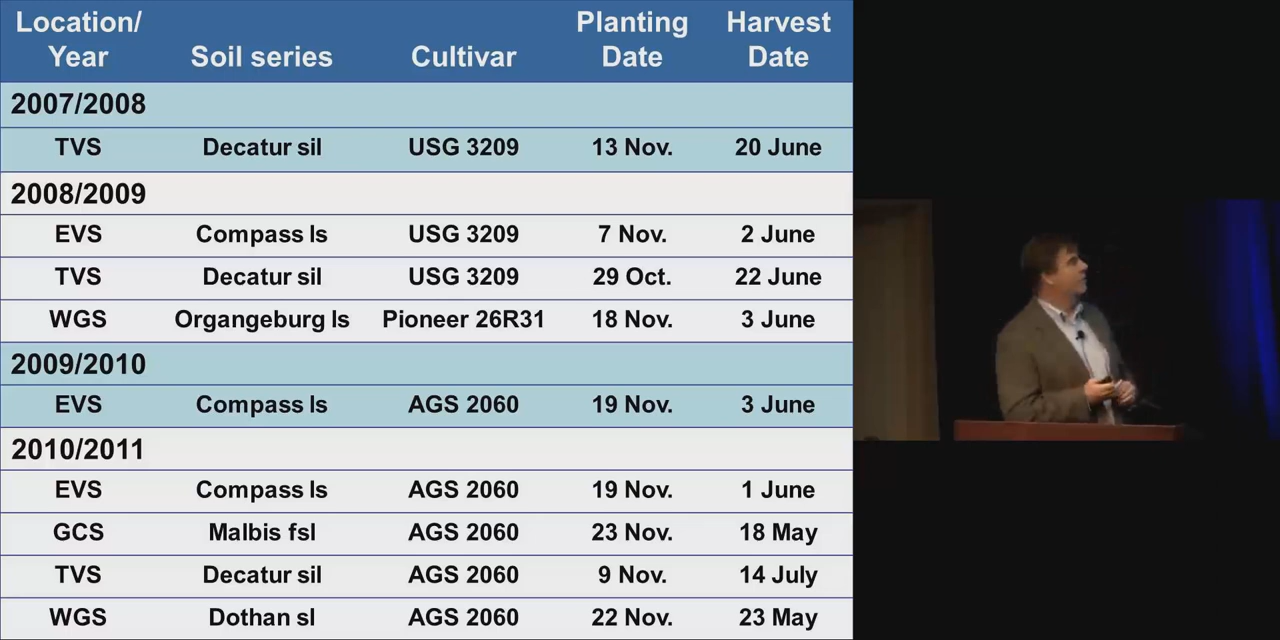 Location/ Year Soil series Cultivar Planting Date Harvest Date
2007/2008
TVS Decatur sil USG 3209 13 Nov. 20 June
2008/2009
EVS Compass ls USG 3209 7 Nov. 2 June
TVS Decatur sil USG 3209 29 Oct. 22 June
WGS Organgeburg ls Pioneer 26R31 18 Nov. 3 June
2009/2010
EVS Compass ls AGS 2060 19 Nov. 3 June
2010/2011
EVS Compass ls AGS 2060 19 Nov. 1 June
GCS Malbis fsl AGS 2060 23 Nov. 18 May
TVS Decatur sil AGS 2060 9 Nov. 14 July
WGS Dothan sl AGS 2060 22 Nov. 23 May